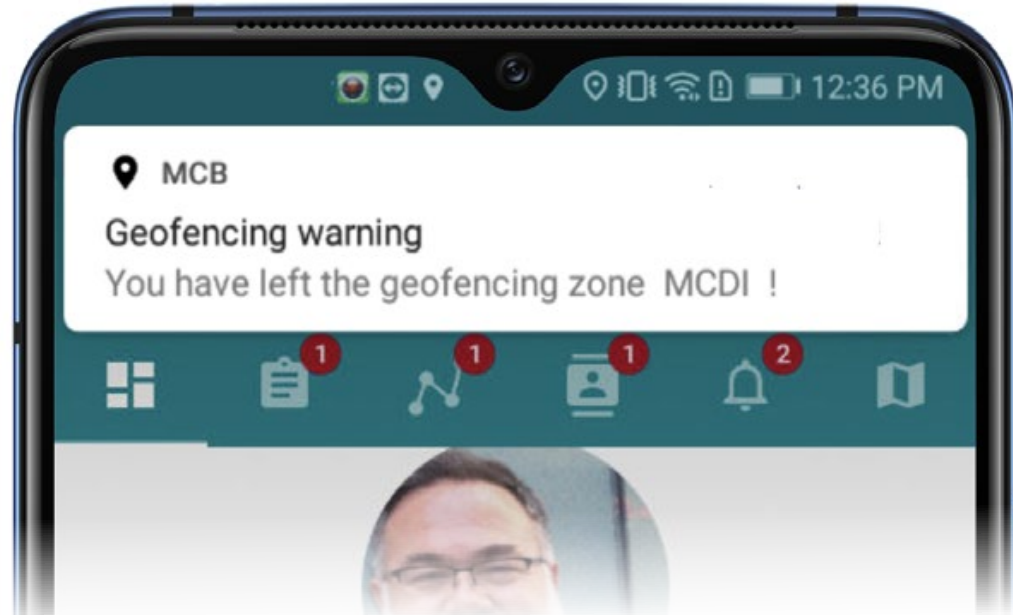 12:36 PM
MCB
Geofencing warning
You have left the geofencing zone MCDI !
1 1 1 2